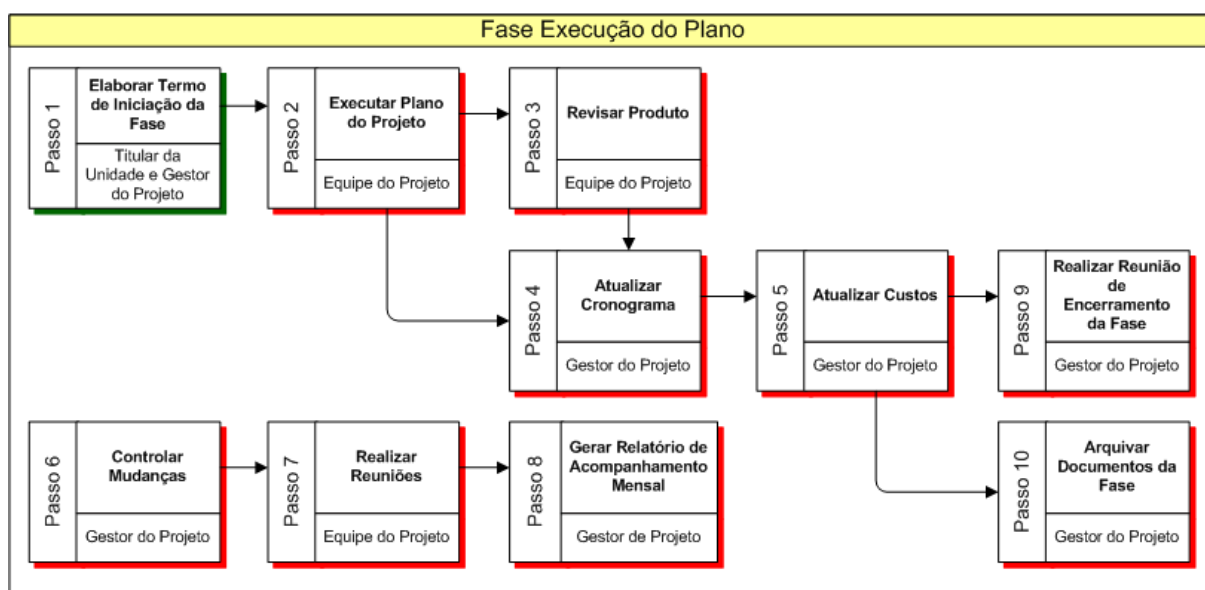 Fase Execução do Plano
Passo 1
Elaborar Termo
de Iniciação da
Fase
Titular da
Unidade e Gestor
do Projeto
Passo 2
Executar Plano
do Projeto
Equipe do Projeto
Passo 3
Revisar Produto
Equipe do Projeto
Passo 4
Atualizar
Cronograma
Gestor do Projeto
Passo 5
Atualizar Custos
Gestor do Projeto
Passo 9
Realizar Reunião
de
Encerramento
da Fase
Gestor do Projeto
Passo 6
Controlar
Mudanças
Gestor do Projeto
Passo 7
Realizar
Reuniões
Equipe do Projeto
Passo 8
Gerar Relatório de
Acompanhamento
Mensal
Gestor de Projeto
Passo 10
Arquivar
Documentos da
Fase
Gestor do Projeto